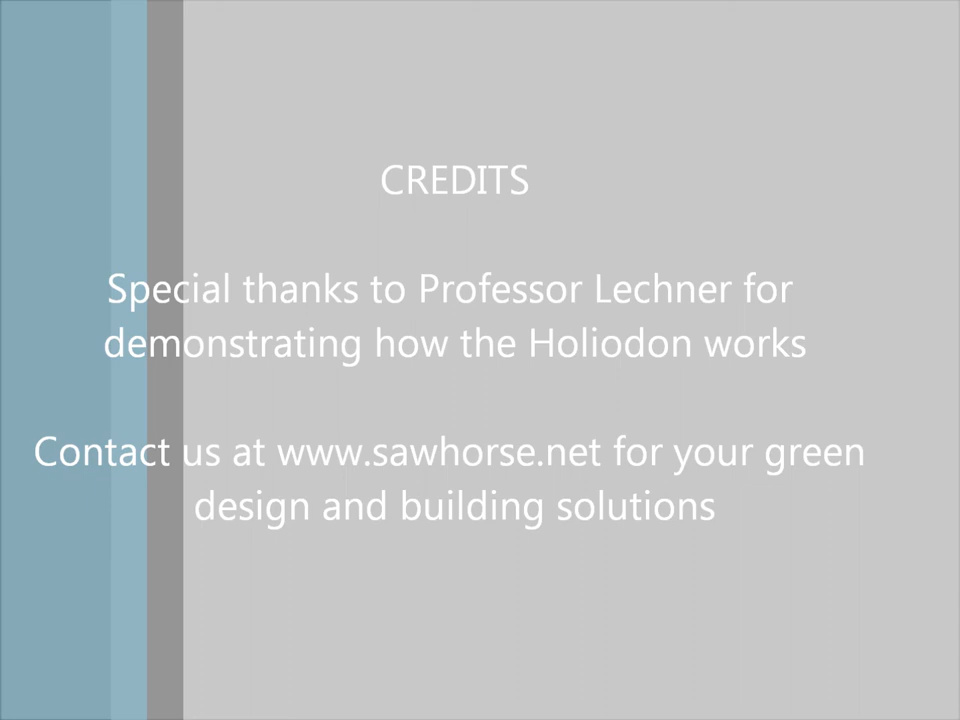 CREDITS
Special thanks to Professor Lechner for
demonstrating how the Holiodon works
Contact us at www.sawhorse.net for your green
design and building solutions